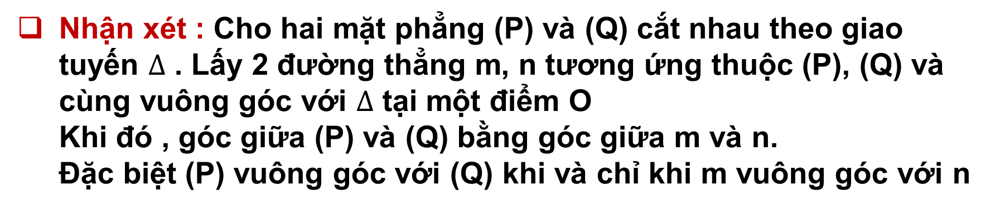 ❑ Nhận xét : Cho hai mặt phẳng (P) và (Q) cắt nhau theo giao
tuyến Δ . Lấy 2 đường thẳng m, n tương ứng thuộc (P), (Q) và
cùng vuông góc với Δ tại một điểm O
Khi đó , góc giữa (P) và (Q) bằng góc giữa m và n.
Đặc biệt (P) vuông góc với (Q) khi và chỉ khi m vuông góc với n